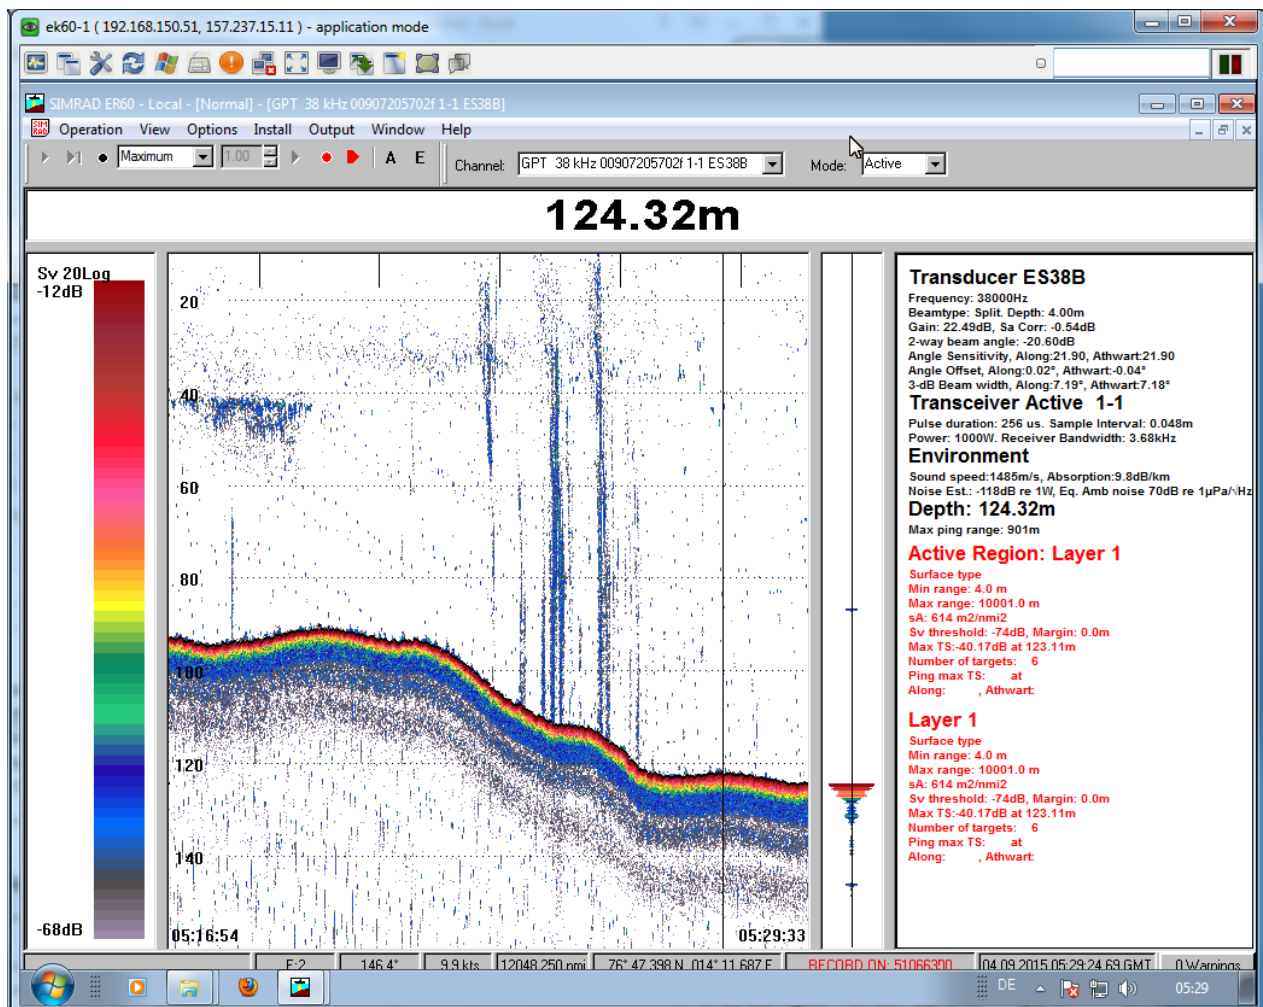 ek60-1 ( 192.168.150.51, 157.237.15.11 ) - application mode
SIMRAD ER60 - Local - [Normal] - [GPT 38 kHz 00907205702f 1-1 ES38B]
Operation View Options Install Output Window Help
Maximum 1.00 A E Channel: GPT 38 kHz 00907205702f 1-1 ES38B Mode: Active
124.32m
Sv 20Log
-12dB
-68dB
20
40
60
80
100
120
140
05:16:54 05:29:33
Transducer ES38B
Frequency: 38000Hz
Beamtype: Split. Depth: 4.00m
Gain: 22.49dB, Sa Corr: -0.54dB
2-way beam angle: -20.60dB
Angle Sensitivity, Along:21.90, Athwart:21.90
Angle Offset, Along:0.02°, Athwart:-0.04°
3-dB Beam width, Along:7.19°, Athwart:7.18°
Transceiver Active 1-1
Pulse duration: 256 us. Sample Interval: 0.048m
Power: 1000W. Receiver Bandwidth: 3.68kHz
Environment
Sound speed:1485m/s, Absorption:9.8dB/km
Noise Est.: -118dB re 1W, Eq. Amb noise 70dB re 1µPa/√Hz
Depth: 124.32m
Max ping range: 901m
Active Region: Layer 1
Surface type
Min range: 4.0 m
Max range: 10001.0 m
sA: 614 m2/nmi2
Sv threshold: -74dB, Margin: 0.0m
Max TS:-40.17dB at 123.11m
Number of targets: 6
Ping max TS: at
Along: , Athwart:
Layer 1
Surface type
Min range: 4.0 m
Max range: 10001.0 m
sA: 614 m2/nmi2
Sv threshold: -74dB, Margin: 0.0m
Max TS:-40.17dB at 123.11m
Number of targets: 6
Ping max TS: at
Along: , Athwart:
F:2 146.4° 9.9 kts 12048.250 nmi 76° 47.398 N 014° 11.687 E RECORD ON: 51066300 04.09.2015 05:29:24.69 GMT 0 Warnings
DE 05:29